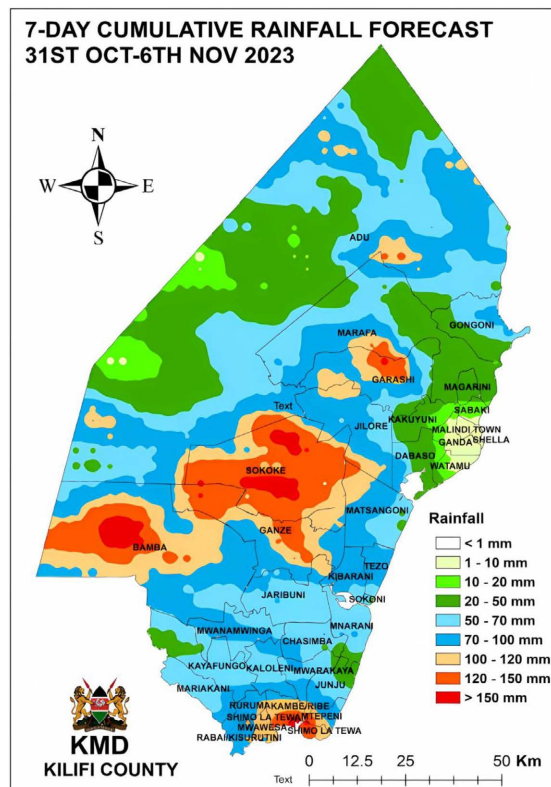 7-DAY CUMULATIVE RAINFALL FORECAST
31ST OCT-6TH NOV 2023
N
W E
S
ADU
GONGONI
MARAFA
GARASHI
MAGARINI
Text
SABAKI
KAKUYUNI
JILORE
MALINDI TOWN
GANDA SHELLA
DABASO
WATAMU
SOKOKE
MATSANGONI
GANZE
BAMBA
TEZO
KIBARANI
JARIBUNI
SOKONI
MNARANI
MWANAMWINGA
CHASIMBA
KAYAFUNGO
KALOLENI
MWARAKAYA
MARIAKANI
JUNJU
RURUMA
KAMBE/RIBE
SHIMO LA TEWA
MTEPENI
MWAWESA
SHIMO LA TEWA
RABAI/KISURUTINI
Rainfall
< 1 mm
1 - 10 mm
10 - 20 mm
20 - 50 mm
50 - 70 mm
70 - 100 mm
100 - 120 mm
120 - 150 mm
> 150 mm
KMD
KILIFI COUNTY
Text
0 12.5 25 50 Km